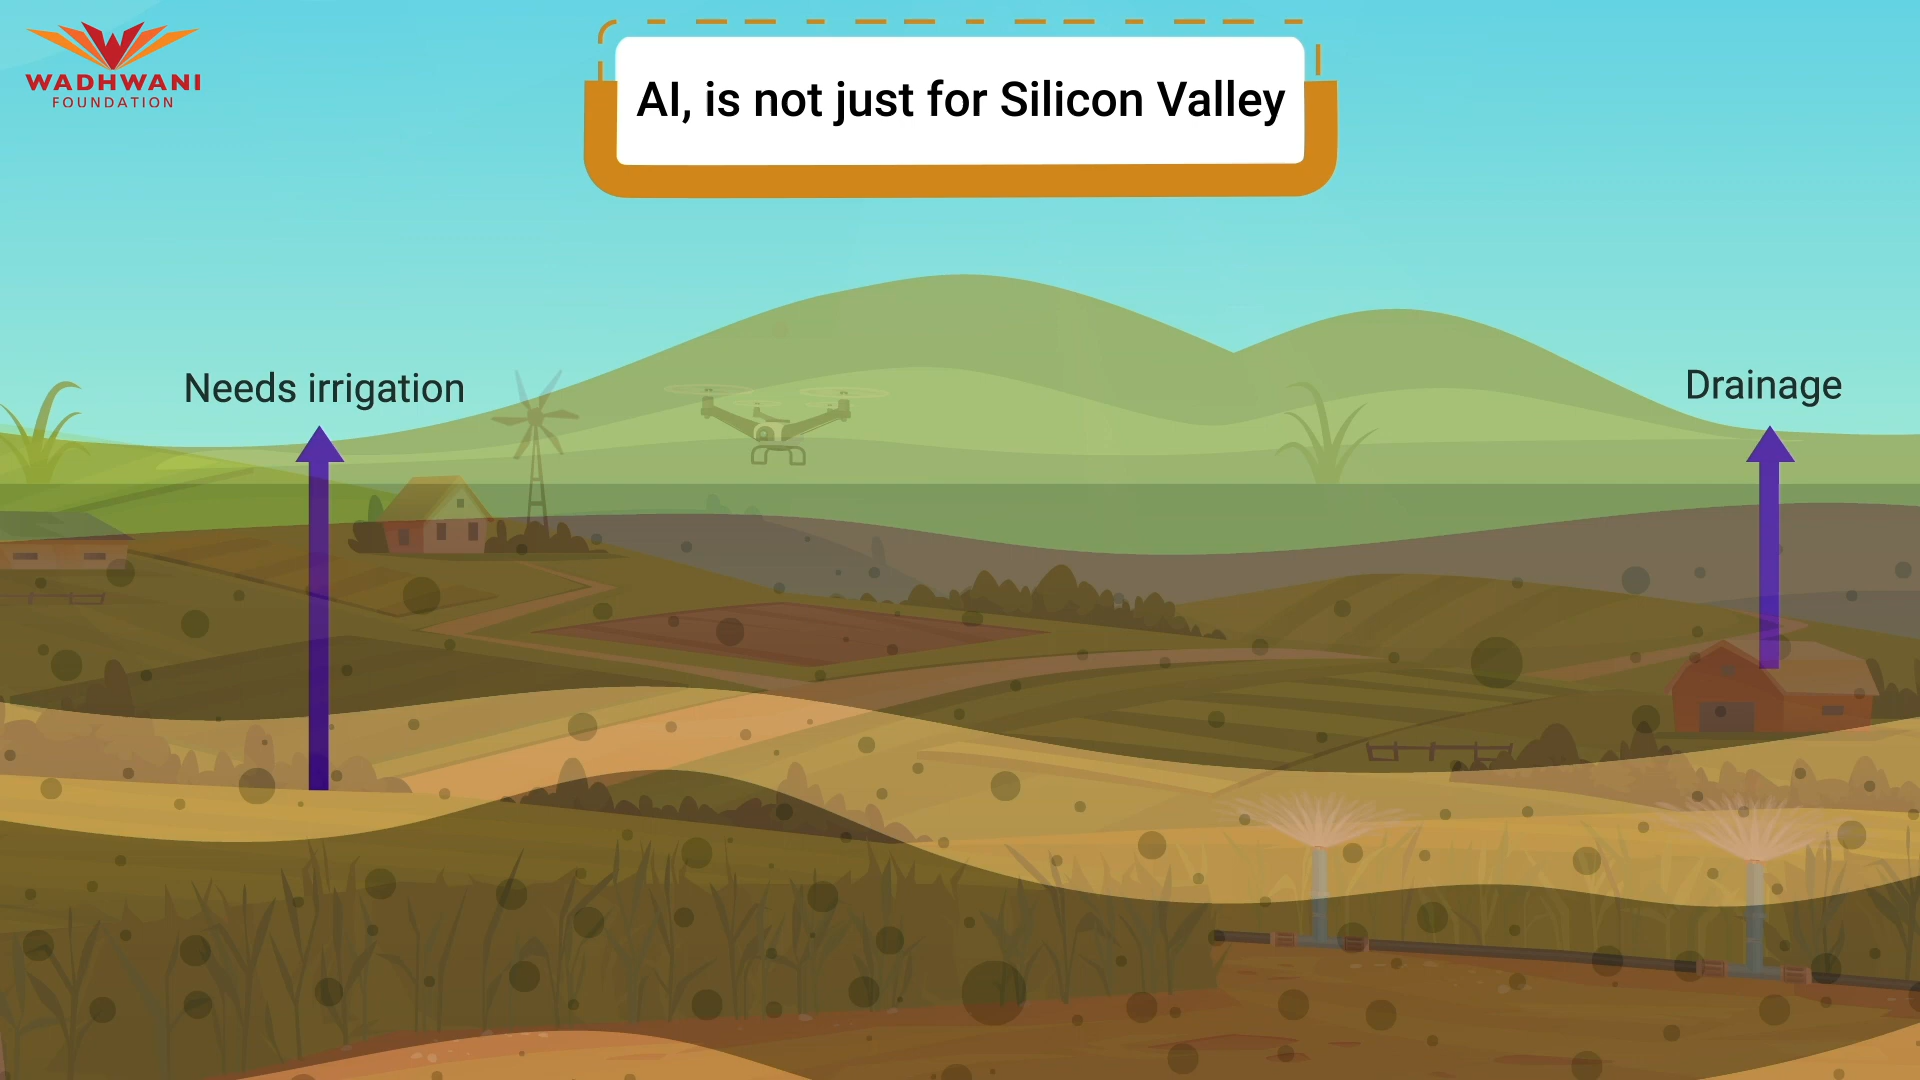 WADHWANI
FOUNDATION
AI, is not just for Silicon Valley
Needs irrigation
Drainage